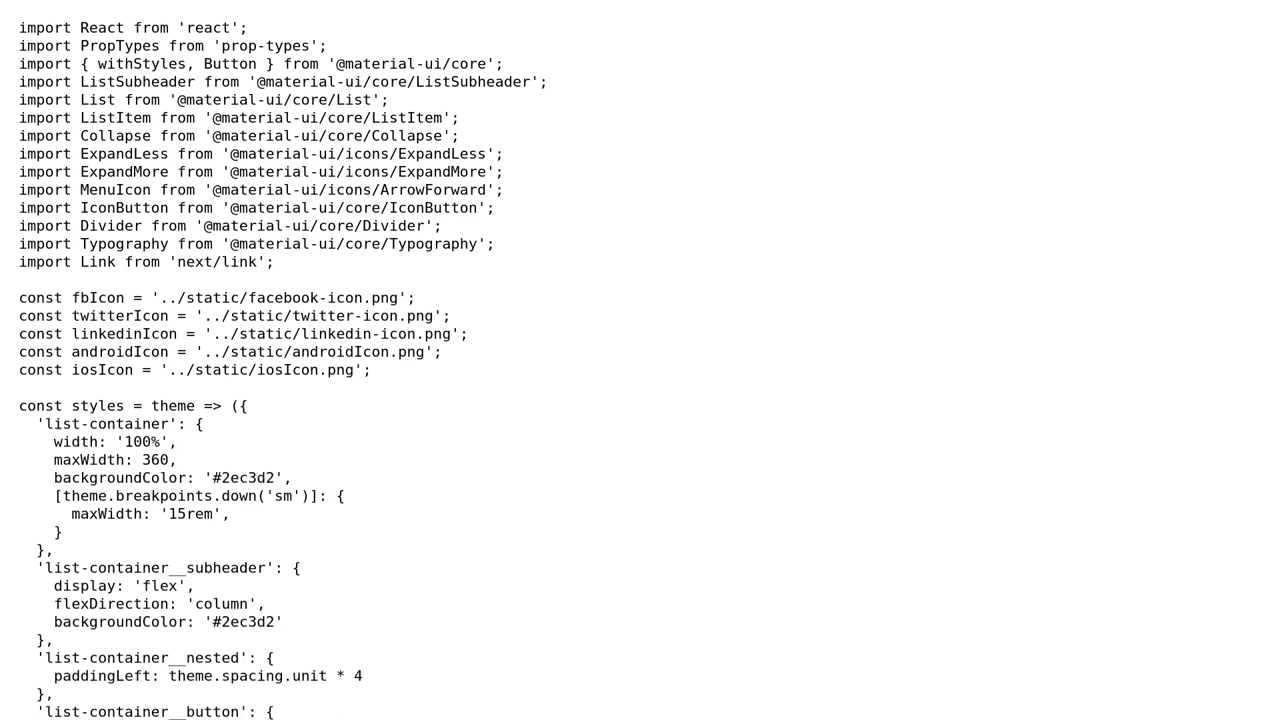 import React from 'react';
import PropTypes from 'prop-types';
import { withStyles, Button } from '@material-ui/core';
import ListSubheader from '@material-ui/core/ListSubheader';
import List from '@material-ui/core/List';
import ListItem from '@material-ui/core/ListItem';
import Collapse from '@material-ui/core/Collapse';
import ExpandLess from '@material-ui/icons/ExpandLess';
import ExpandMore from '@material-ui/icons/ExpandMore';
import MenuIcon from '@material-ui/icons/ArrowForward';
import IconButton from '@material-ui/core/IconButton';
import Divider from '@material-ui/core/Divider';
import Typography from '@material-ui/core/Typography';
import Link from 'next/link';

const fbIcon = '../static/facebook-icon.png';
const twitterIcon = '../static/twitter-icon.png';
const linkedinIcon = '../static/linkedin-icon.png';
const androidIcon = '../static/androidIcon.png';
const iosIcon = '../static/iosIcon.png';

const styles = theme => ({
  'list-container': {
    width: '100%',
    maxWidth: 360,
    backgroundColor: '#2ec3d2',
    [theme.breakpoints.down('sm')]: {
      maxWidth: '15rem',
    }
  },
  'list-container__subheader': {
    display: 'flex',
    flexDirection: 'column',
    backgroundColor: '#2ec3d2'
  },
  'list-container__nested': {
    paddingLeft: theme.spacing.unit * 4
  },
  'list-container__button': {